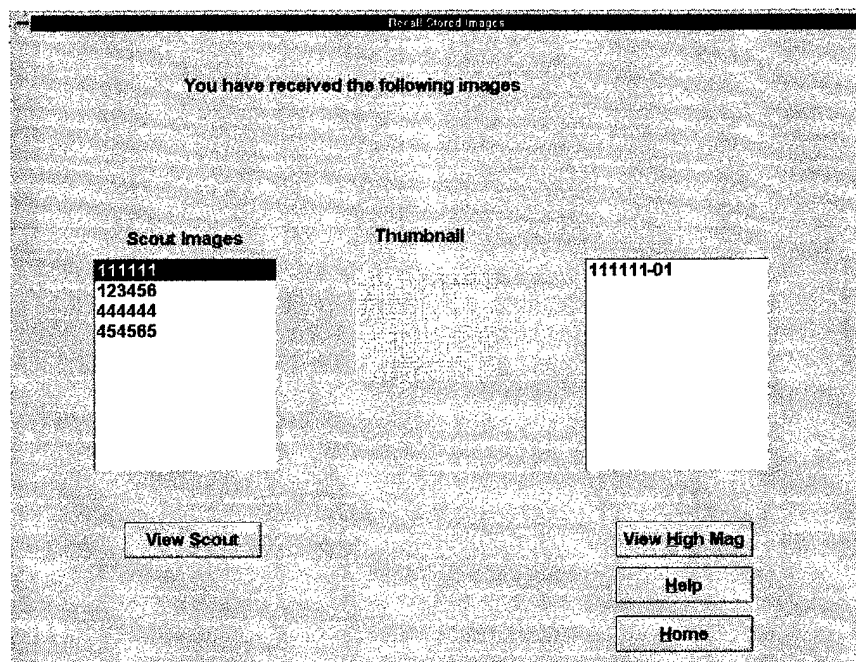 Recall Stored Images
You have received the following images
Scout Images
Thumbnail
111111
123456
444444
454565
111111-01
View Scout
View High Mag
Help
Home